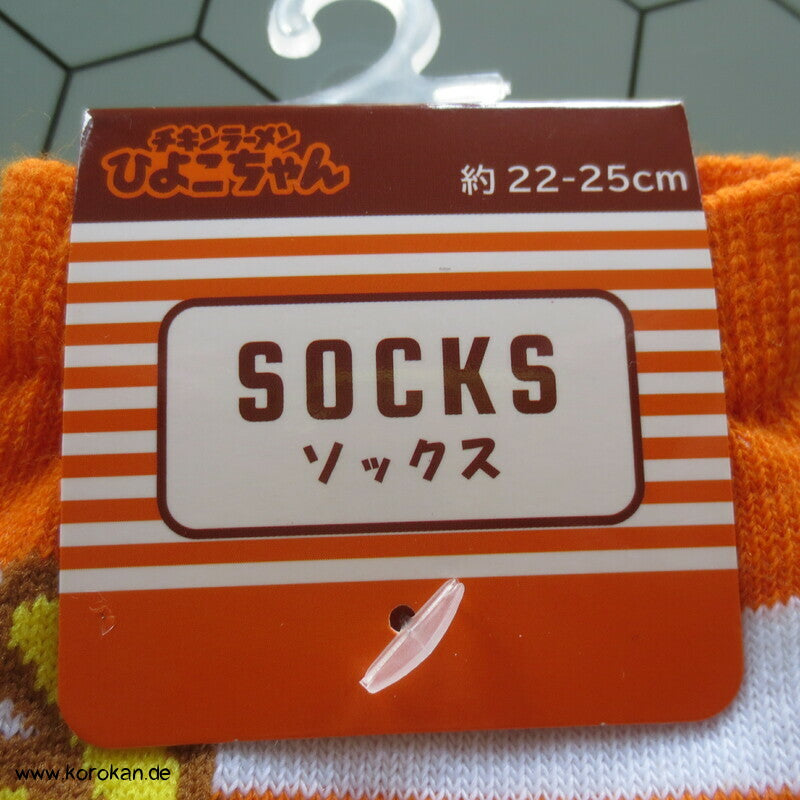 チキンラーメン
ひよこちゃん
約 22-25cm
SOCKS
ソックス
www.korokan.de